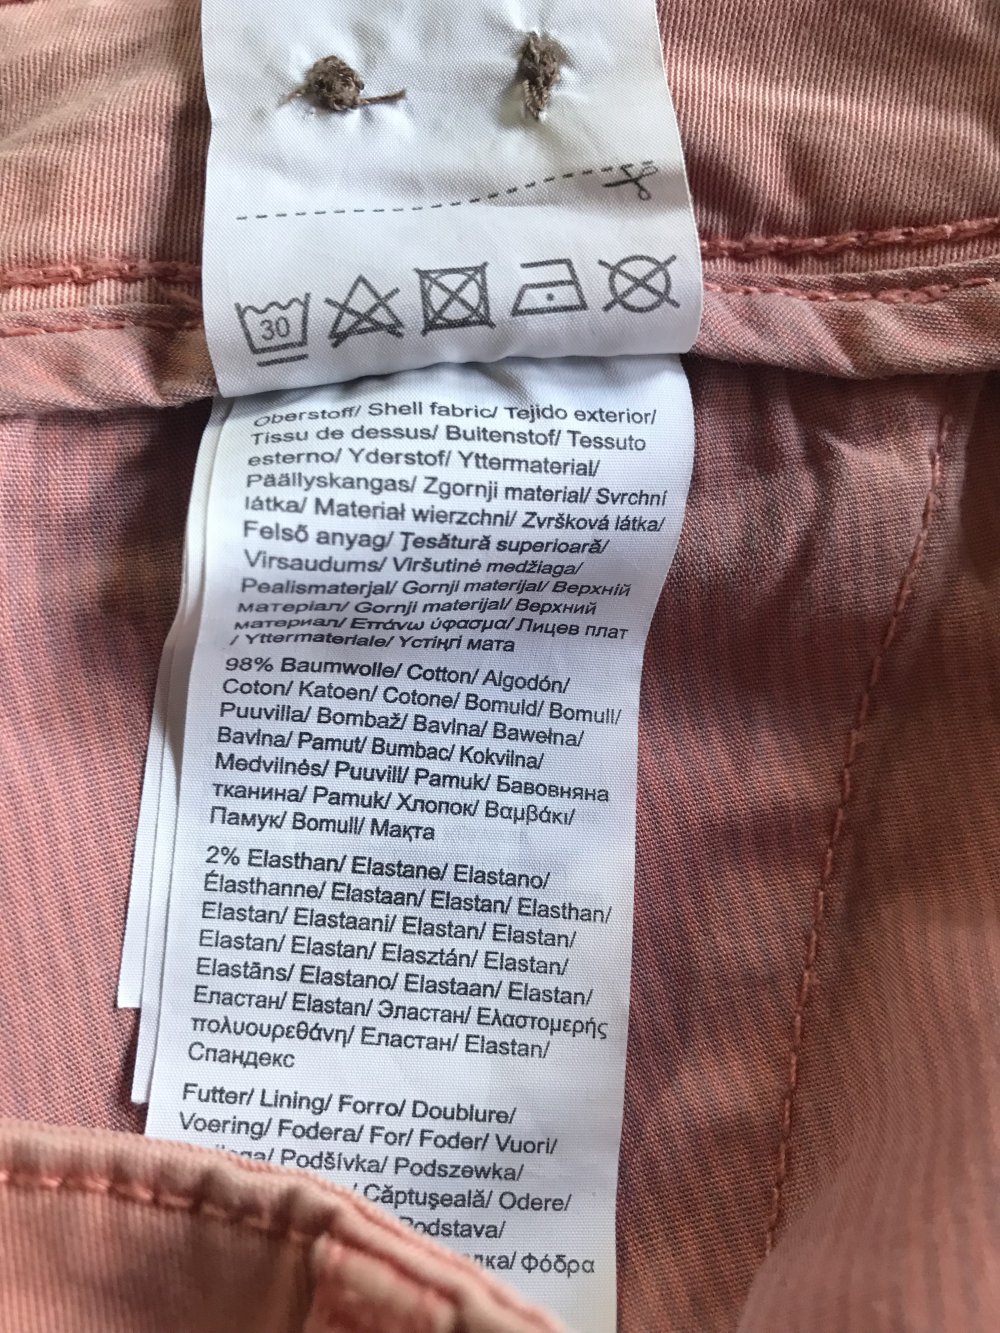 30
Oberstoff/ Shell fabric/ Tejido exterior/
Tissu de dessus/ Buitenstof/ Tessuto
esterno/ Yderstof/ Yttermaterial/
Päällyskangas/ Zgornji material/ Svrchní
látka/ Materiał wierzchni/ Zvršková látka/
Felső anyag/ Ţesătură superioară/
Virsaudums/ Viršutinė medžiaga/
Pealismaterjal/ Gornji materijal/ Верхній
матеріал/ Gornji materijal/ Верхний
материал/ Επάνω ύφασμα/ Лицев плат
/ Yttermateriale/ Үстіңгі мата
98% Baumwolle/ Cotton/ Algodón/
Coton/ Katoen/ Cotone/ Bomuld/ Bomull/
Puuvilla/ Bombaž/ Bavlna/ Bawełna/
Bavlna/ Pamut/ Bumbac/ Kokvilna/
Medvilnės/ Puuvill/ Pamuk/ Бавовняна
тканина/ Pamuk/ Хлопок/ Βαμβάκι/
Памук/ Bomull/ Мақта
2% Elasthan/ Elastane/ Elastano/
Élasthanne/ Elastaan/ Elastan/ Elasthan/
Elastan/ Elastaani/ Elastan/ Elastan/
Elastan/ Elastan/ Elasztán/ Elastan/
Elastāns/ Elastano/ Elastaan/ Elastan/
Еластан/ Elastan/ Эластан/ Ελαστομερής
πολυουρεθάνη/ Еластан/ Elastan/
Спандекс
Futter/ Lining/ Forro/ Doublure/
Voering/ Fodera/ For/ Foder/ Vuori/
Podšívka/ Podszewka/
Căptuşeală/ Odere/
Podstava/
Φόδρα